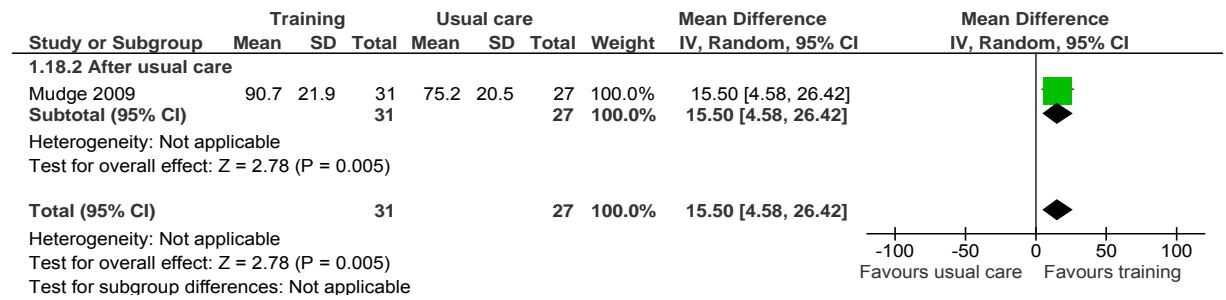 Training Usual care Mean Difference Mean Difference
Study or Subgroup Mean SD Total Mean SD Total Weight IV, Random, 95% CI IV, Random, 95% CI
1.18.2 After usual care
Mudge 2009 90.7 21.9 31 75.2 20.5 27 100.0% 15.50 [4.58, 26.42]
Subtotal (95% CI) 31 27 100.0% 15.50 [4.58, 26.42]
Heterogeneity: Not applicable
Test for overall effect: Z = 2.78 (P = 0.005)
Total (95% CI) 31 27 100.0% 15.50 [4.58, 26.42]
Heterogeneity: Not applicable
Test for overall effect: Z = 2.78 (P = 0.005)
Test for subgroup differences: Not applicable
-100 -50 0 50 100
Favours usual care Favours training